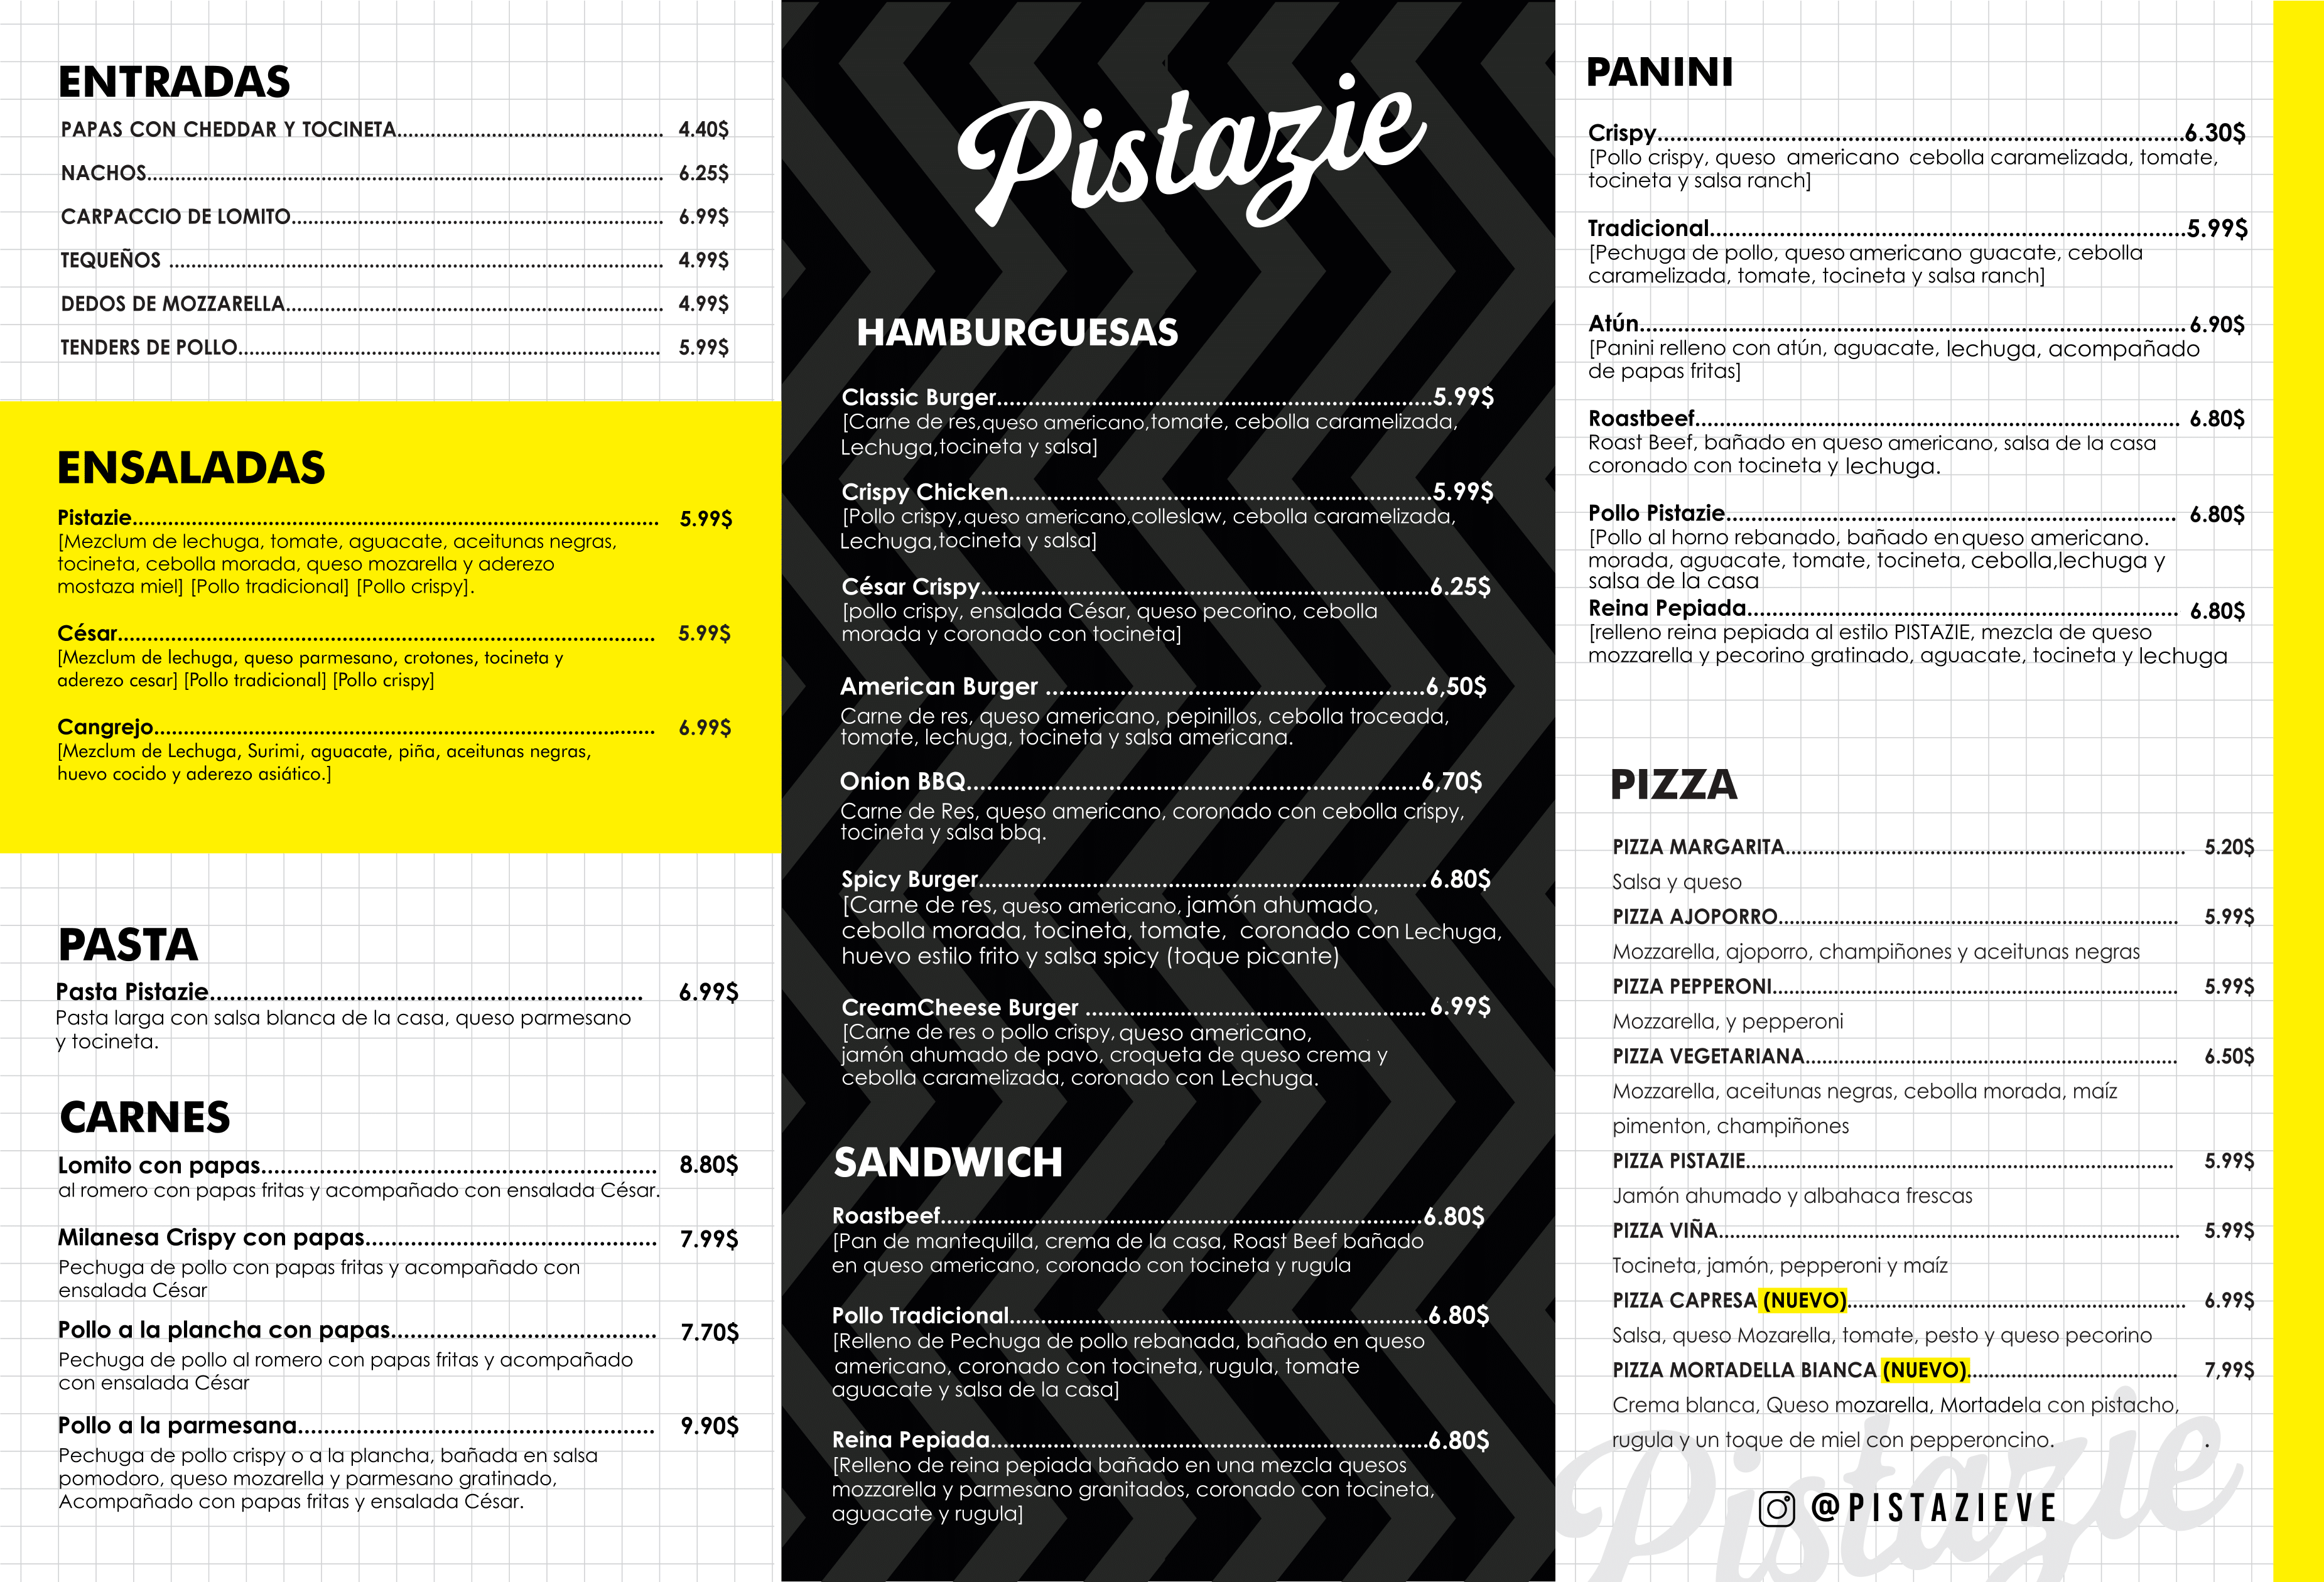 ENTRADAS
PAPAS CON CHEDDAR Y TOCINETA 4.40$
NACHOS 6.25$
CARPACCIO DE LOMITO 6.99$
TEQUEÑOS 4.99$
DEDOS DE MOZZARELLA 4.99$
TENDERS DE POLLO 5.99$
ENSALADAS
Pistazie 5.99$
[Mezclum de lechuga, tomate, aguacate, aceitunas negras,
tocineta, cebolla morada, queso mozarella y aderezo
mostaza miel] [Pollo tradicional] [Pollo crispy].
César 5.99$
[Mezclum de lechuga, queso parmesano, crotones, tocineta y
aderezo cesar] [Pollo tradicional] [Pollo crispy]
Cangrejo 6.99$
[Mezclum de Lechuga, Surimi, aguacate, piña, aceitunas negras,
huevo cocido y aderezo asiático.]
PASTA
Pasta Pistazie 6.99$
Pasta larga con salsa blanca de la casa, queso parmesano
y tocineta.
CARNES
Lomito con papas 8.80$
al romero con papas fritas y acompañado con ensalada César.
Milanesa Crispy con papas 7.99$
Pechuga de pollo con papas fritas y acompañado con
ensalada César
Pollo a la plancha con papas 7.70$
Pechuga de pollo al romero con papas fritas y acompañado
con ensalada César
Pollo a la parmesana 9.90$
Pechuga de pollo crispy o a la plancha, bañada en salsa
pomodoro, queso mozarella y parmesano gratinado,
Acompañado con papas fritas y ensalada César.
Pistazie
HAMBURGUESAS
Classic Burger 5.99$
[Carne de res,queso americano,tomate, cebolla caramelizada,
Lechuga,tocineta y salsa]
Crispy Chicken 5.99$
[Pollo crispy,queso americano,colleslaw, cebolla caramelizada,
Lechuga,tocineta y salsa]
César Crispy 6.25$
[pollo crispy, ensalada César, queso pecorino, cebolla
morada y coronado con tocineta]
American Burger 6,50$
Carne de res, queso americano, pepinillos, cebolla troceada,
tomate, lechuga, tocineta y salsa americana.
Onion BBQ 6,70$
Carne de Res, queso americano, coronado con cebolla crispy,
tocineta y salsa bbq.
Spicy Burger 6.80$
[Carne de res, queso americano, jamón ahumado,
cebolla morada, tocineta, tomate, coronado con Lechuga,
huevo estilo frito y salsa spicy (toque picante)
CreamCheese Burger 6.99$
[Carne de res o pollo crispy, queso americano,
jamón ahumado de pavo, croqueta de queso crema y
cebolla caramelizada, coronado con Lechuga.
SANDWICH
Roastbeef 6.80$
[Pan de mantequilla, crema de la casa, Roast Beef bañado
en queso americano, coronado con tocineta y rugula
Pollo Tradicional 6.80$
[Relleno de Pechuga de pollo rebanada, bañado en queso
americano, coronado con tocineta, rugula, tomate
aguacate y salsa de la casa]
Reina Pepiada 6.80$
[Relleno de reina pepiada bañado en una mezcla quesos
mozzarella y parmesano granitados, coronado con tocineta,
aguacate y rugula]
PANINI
Crispy 6.30$
[Pollo crispy, queso americano cebolla caramelizada, tomate,
tocineta y salsa ranch]
Tradicional 5.99$
[Pechuga de pollo, queso americano guacate, cebolla
caramelizada, tomate, tocineta y salsa ranch]
Atún 6.90$
[Panini relleno con atún, aguacate, lechuga, acompañado
de papas fritas]
Roastbeef 6.80$
Roast Beef, bañado en queso americano, salsa de la casa
coronado con tocineta y lechuga.
Pollo Pistazie 6.80$
[Pollo al horno rebanado, bañado en queso americano.
morada, aguacate, tomate, tocineta, cebolla,lechuga y
salsa de la casa
Reina Pepiada 6.80$
[relleno reina pepiada al estilo PISTAZIE, mezcla de queso
mozzarella y pecorino gratinado, aguacate, tocineta y lechuga
PIZZA
PIZZA MARGARITA 5.20$
Salsa y queso
PIZZA AJOPORRO 5.99$
Mozzarella, ajoporro, champiñones y aceitunas negras
PIZZA PEPPERONI 5.99$
Mozzarella, y pepperoni
PIZZA VEGETARIANA 6.50$
Mozzarella, aceitunas negras, cebolla morada, maíz
pimenton, champiñones
PIZZA PISTAZIE 5.99$
Jamón ahumado y albahaca frescas
PIZZA VIÑA 5.99$
Tocineta, jamón, pepperoni y maíz
PIZZA CAPRESA (NUEVO) 6.99$
Salsa, queso Mozarella, tomate, pesto y queso pecorino
PIZZA MORTADELLA BIANCA (NUEVO) 7,99$
Crema blanca, Queso mozarella, Mortadela con pistacho,
rugula y un toque de miel con pepperoncino. .
Pistazie
@PISTAZIEVE